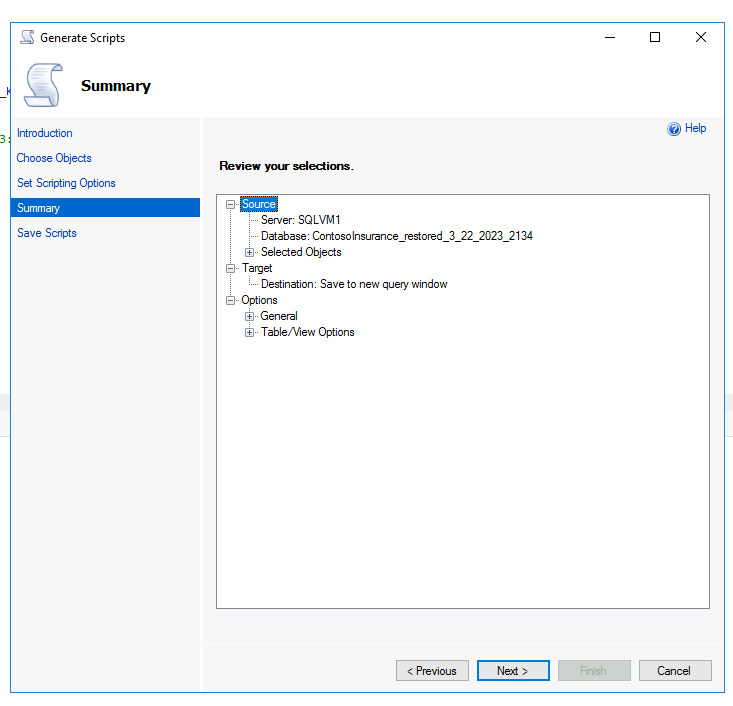 Generate Scripts
Summary
Introduction
Choose Objects
Set Scripting Options
Summary
Save Scripts
Help
Review your selections.
Source
Server: SQLVM1
Database: ContosoInsurance_restored_3_22_2023_2134
Selected Objects
Target
Destination: Save to new query window
Options
General
Table/View Options
< Previous
Next >
Finish
Cancel